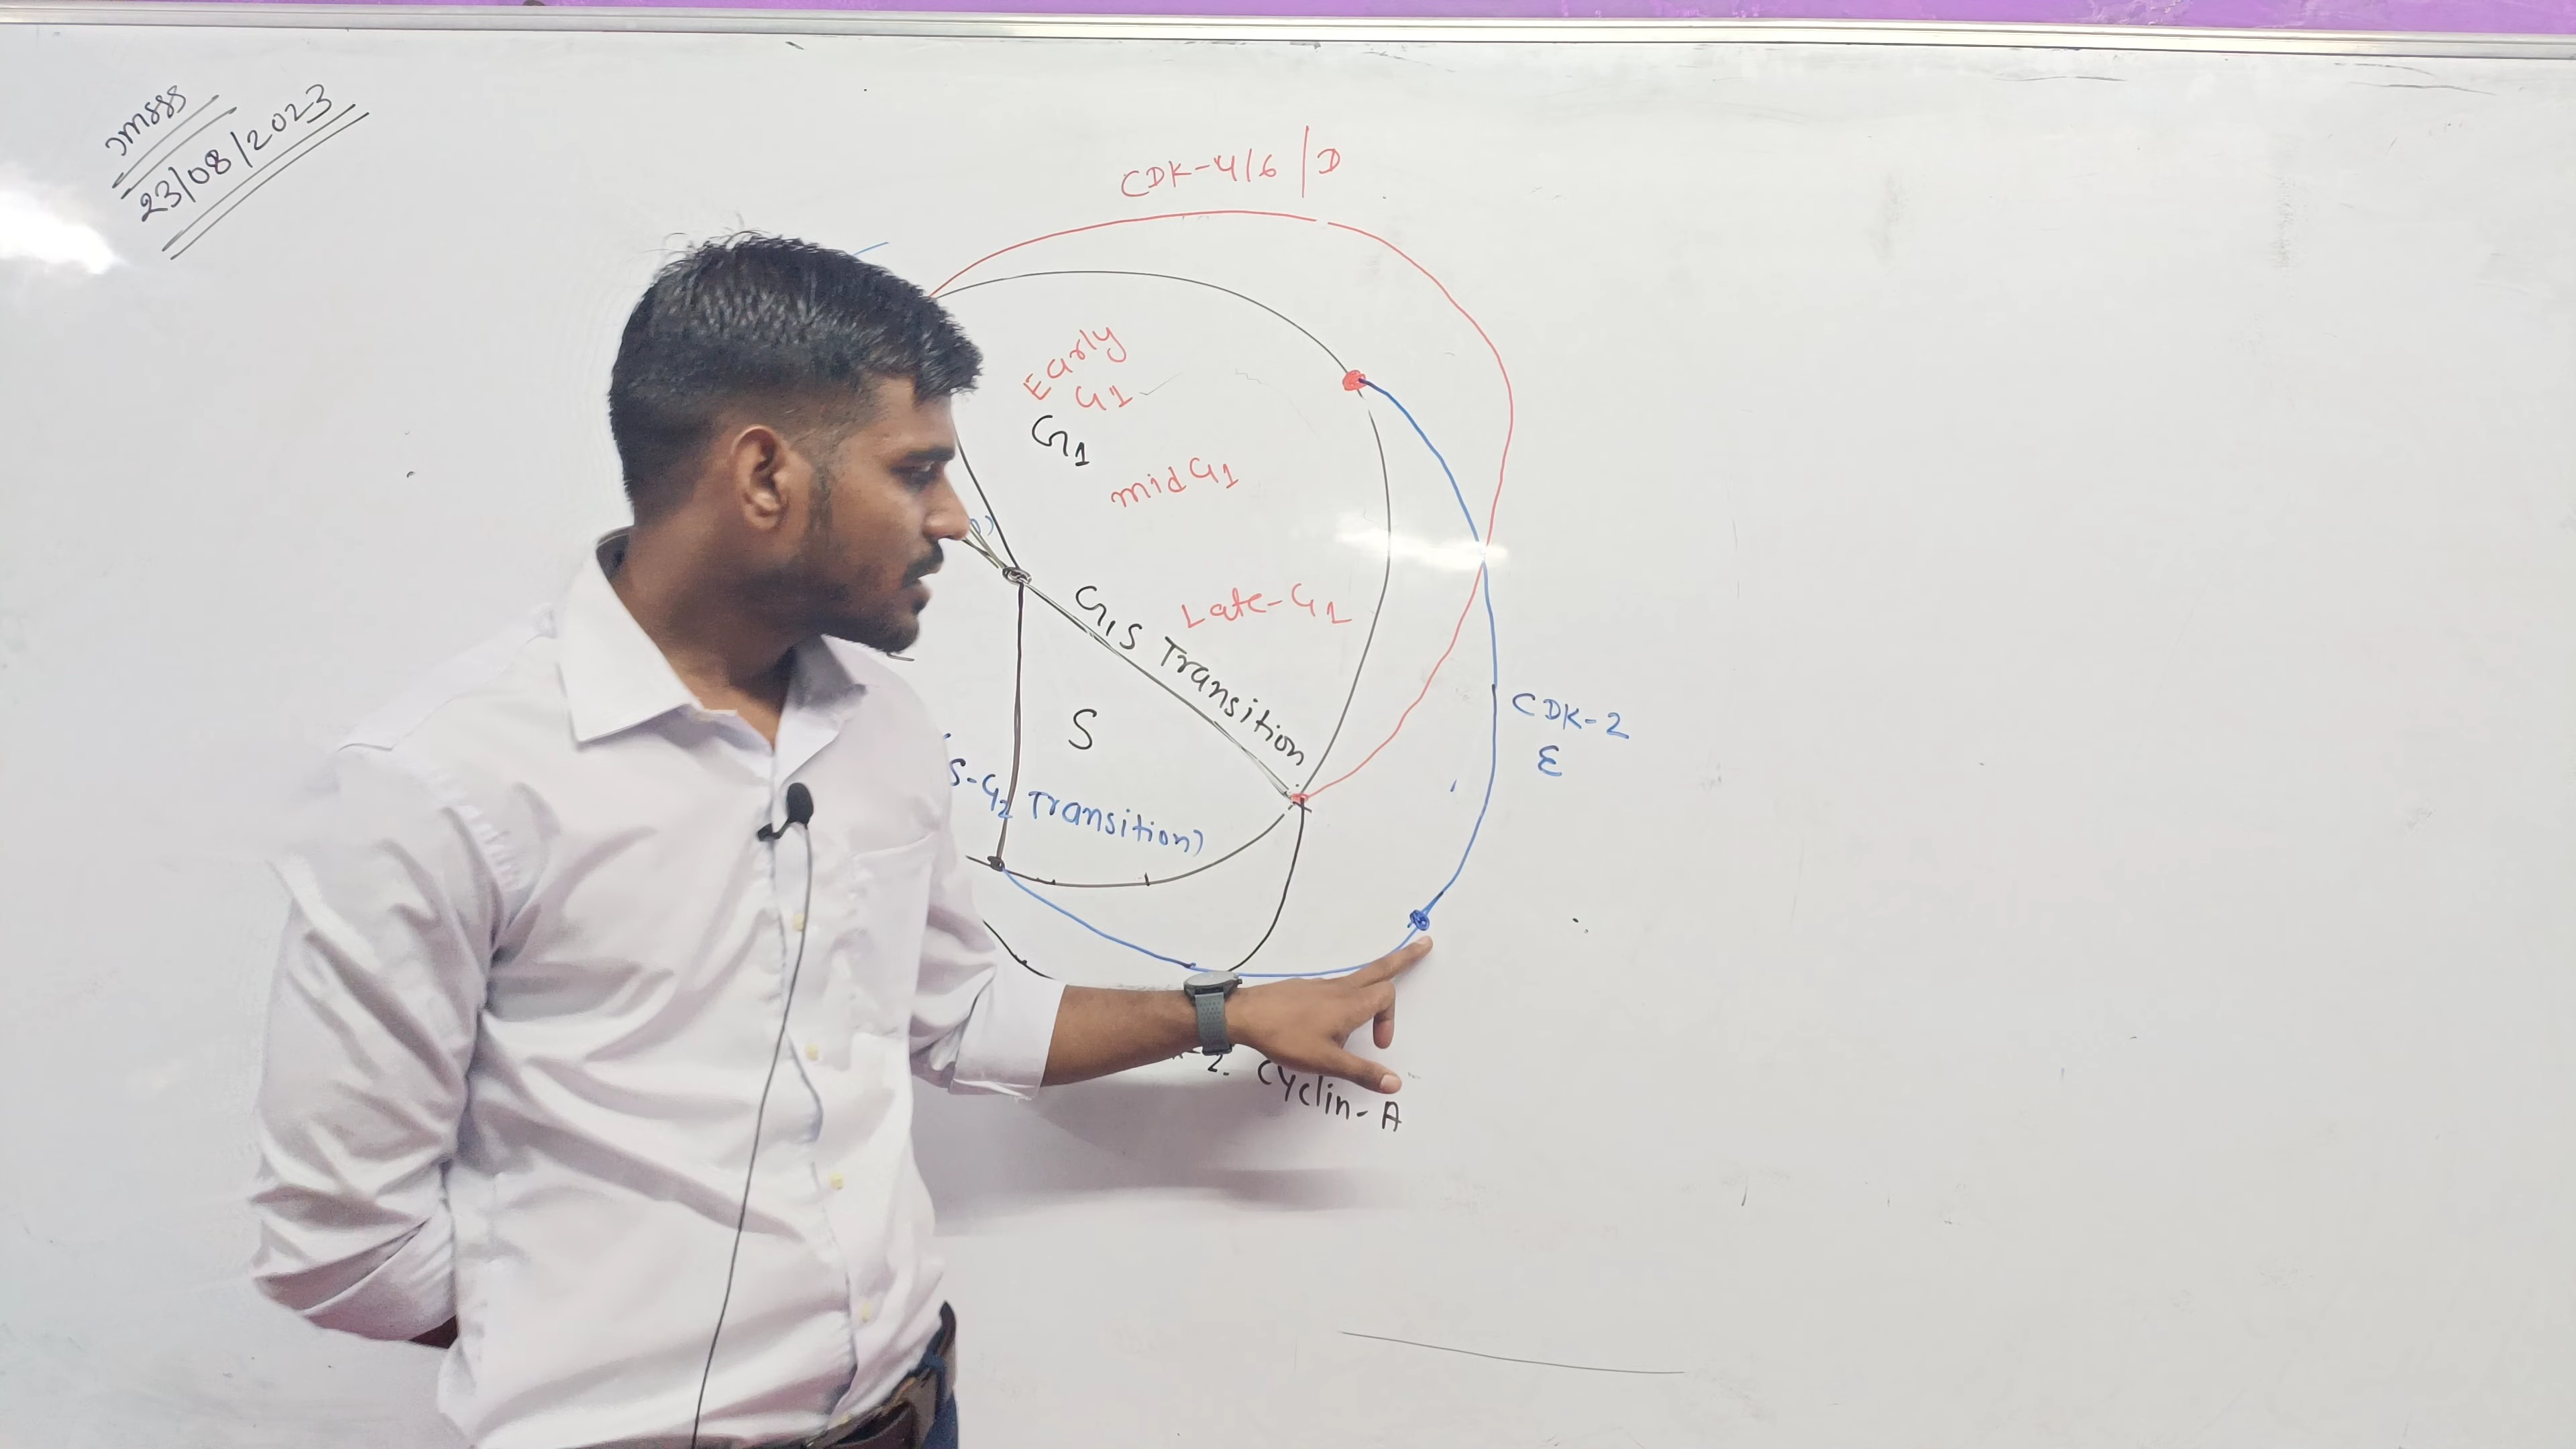 23/08/2023
CDK-4/6 | D
Early
G1
G1
mid G1
Late-G1
G1S Transition
S
S-G2 Transition)
CDK-2
E
2. Cyclin-A